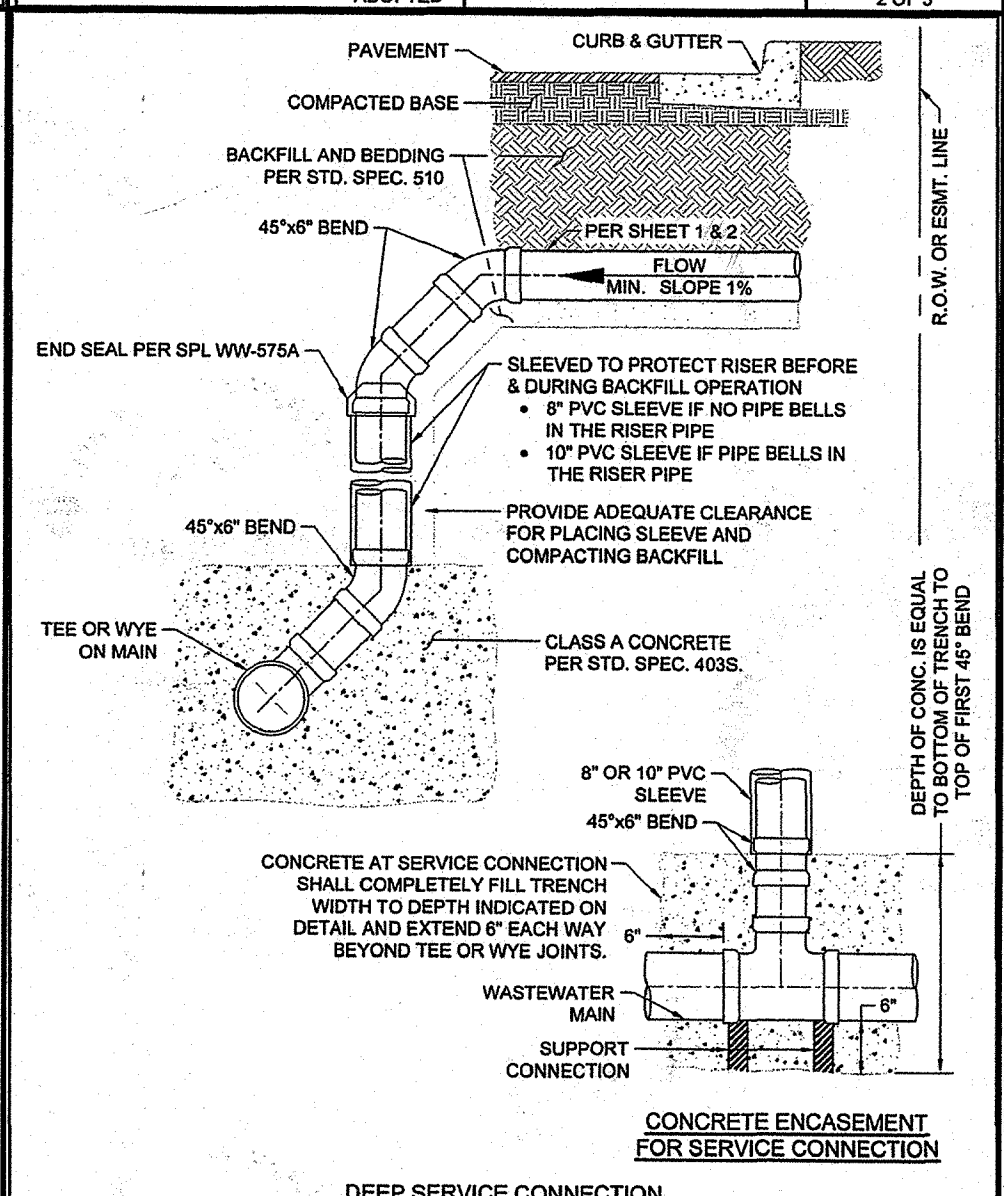 2 OF 3
PAVEMENT
CURB & GUTTER
COMPACTED BASE
BACKFILL AND BEDDING
PER STD. SPEC. 510
45°x6" BEND
PER SHEET 1 & 2
FLOW
MIN. SLOPE 1%
R.O.W. OR ESMT. LINE
END SEAL PER SPL WW-575A
SLEEVED TO PROTECT RISER BEFORE
& DURING BACKFILL OPERATION
• 8" PVC SLEEVE IF NO PIPE BELLS
IN THE RISER PIPE
• 10" PVC SLEEVE IF PIPE BELLS IN
THE RISER PIPE
45°x6" BEND
PROVIDE ADEQUATE CLEARANCE
FOR PLACING SLEEVE AND
COMPACTING BACKFILL
TEE OR WYE
ON MAIN
CLASS A CONCRETE
PER STD. SPEC. 403S.
DEPTH OF CONC. IS EQUAL
TO BOTTOM OF TRENCH TO
TOP OF FIRST 45° BEND
8" OR 10" PVC
SLEEVE
45°x6" BEND
CONCRETE AT SERVICE CONNECTION
SHALL COMPLETELY FILL TRENCH
WIDTH TO DEPTH INDICATED ON
DETAIL AND EXTEND 6" EACH WAY
BEYOND TEE OR WYE JOINTS.
6"
WASTEWATER
MAIN
6"
SUPPORT
CONNECTION
CONCRETE ENCASEMENT
FOR SERVICE CONNECTION
DEEP SERVICE CONNECTION